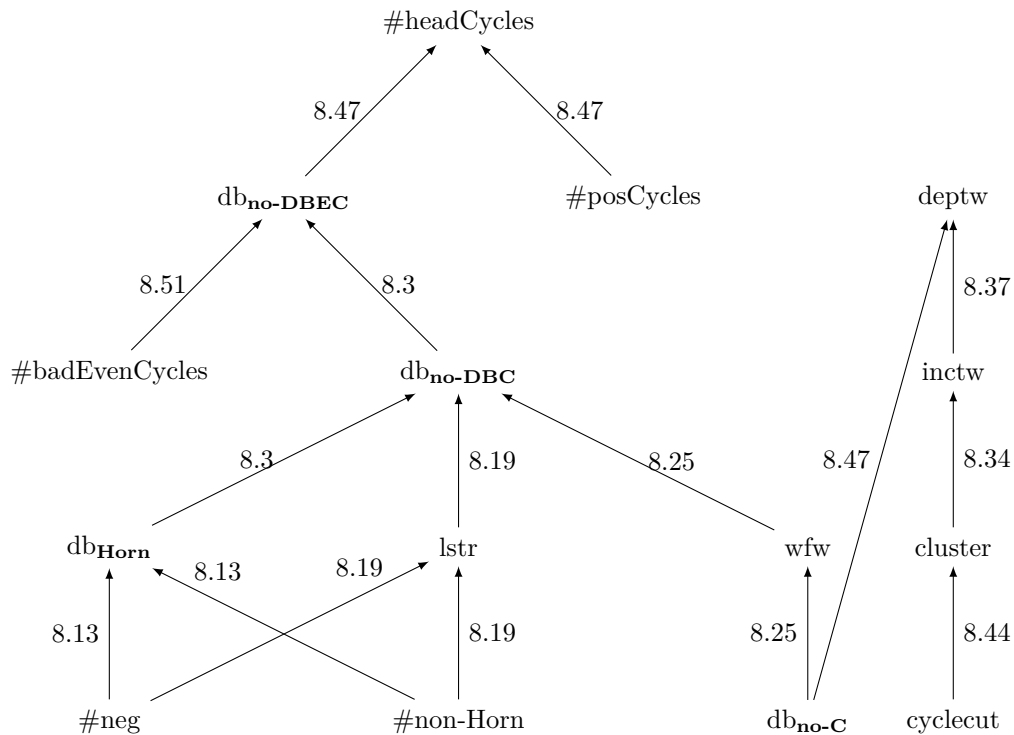 #headCycles
8.47 8.47
db_no-DBEC #posCycles deptw
8.51 8.3 8.37
#badEvenCycles db_no-DBC inctw
8.3 8.19 8.25 8.47 8.34
db_Horn lstr wfw cluster
8.13 8.19
8.13 8.19 8.25 8.44
#neg #non-Horn db_no-C cyclecut